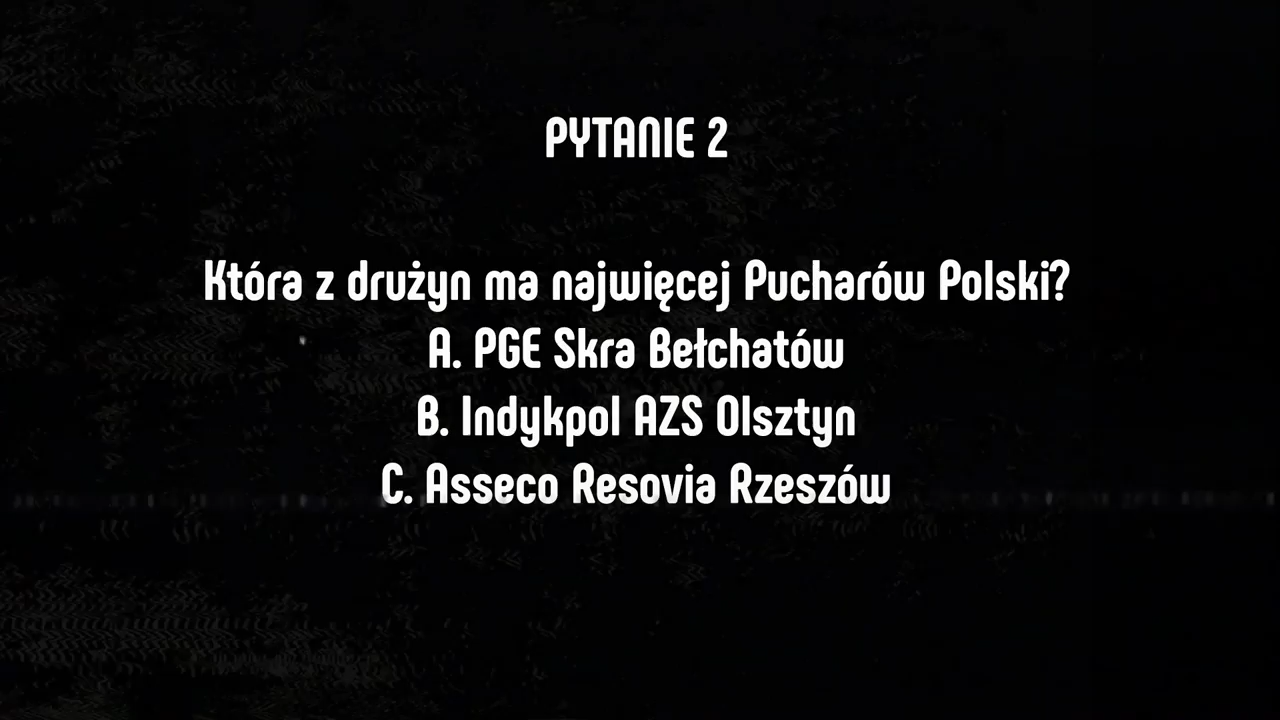 PYTANIE 2
Która z drużyn ma najwięcej Pucharów Polski?
A. PGE Skra Bełchatów
B. Indykpol AZS Olsztyn
C. Asseco Resovia Rzeszów